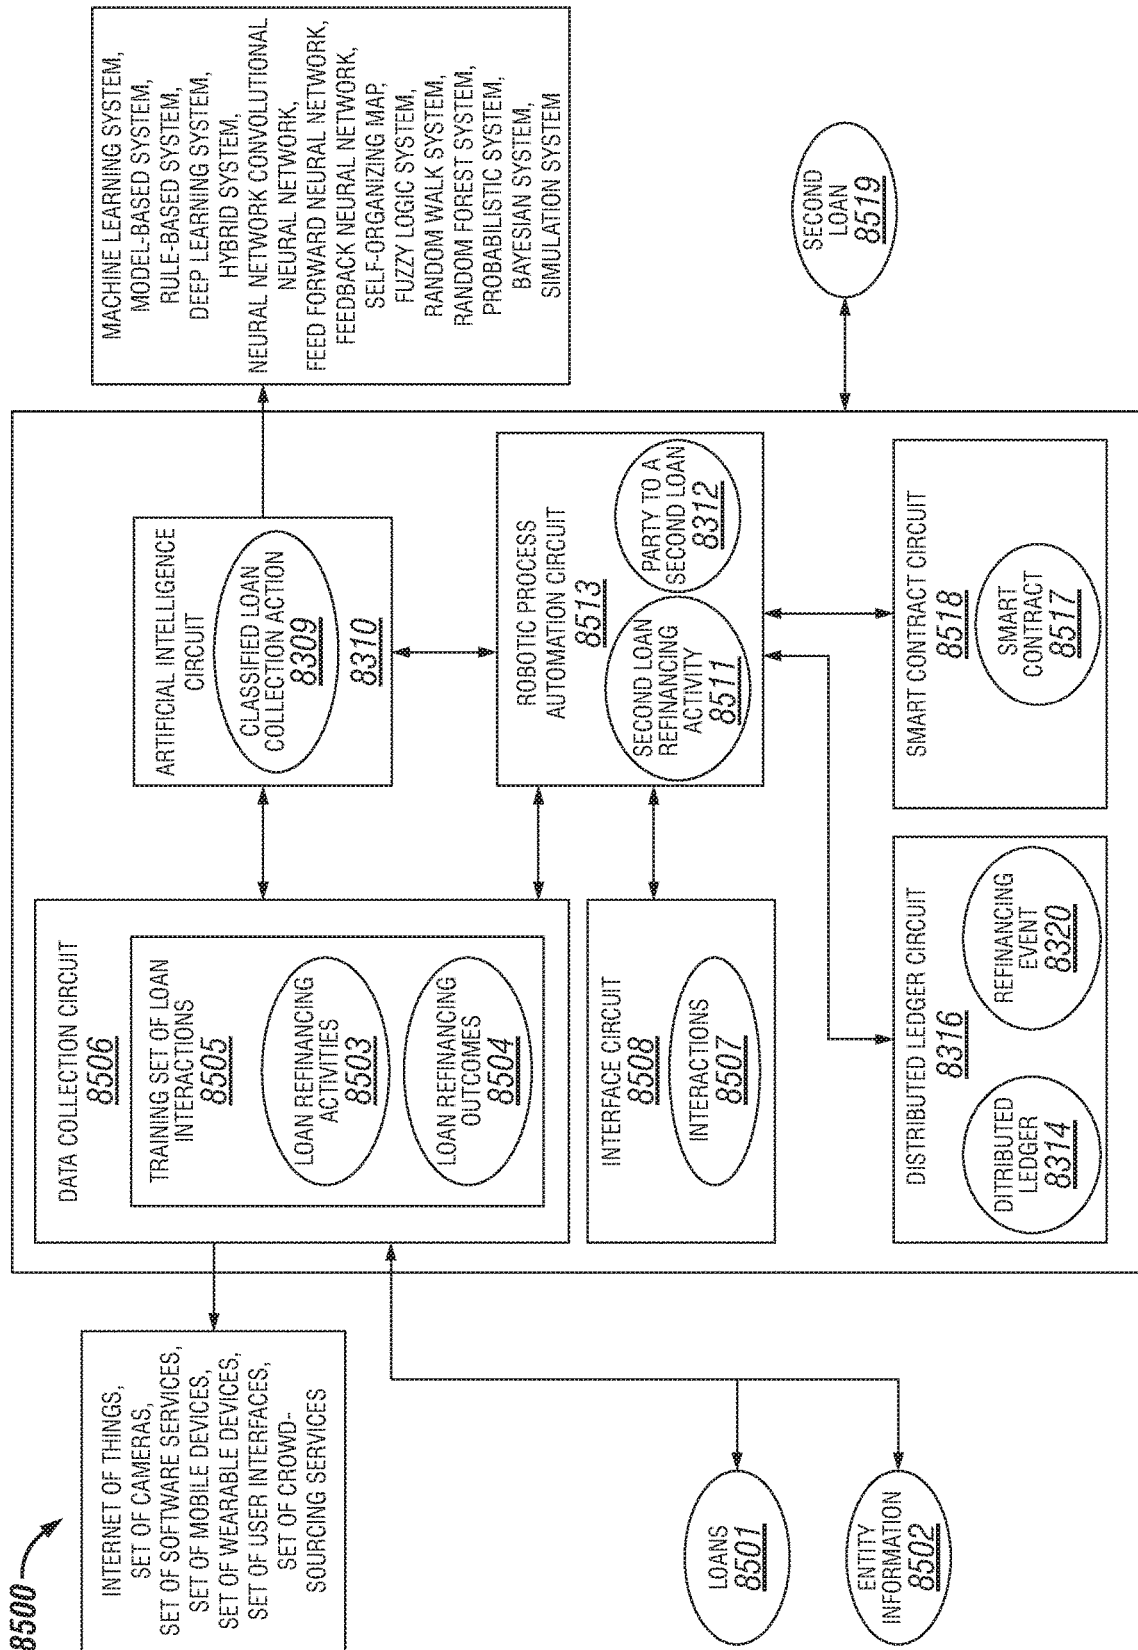 8500
INTERNET OF THINGS,
SET OF CAMERAS,
SET OF SOFTWARE SERVICES,
SET OF MOBILE DEVICES,
SET OF WEARABLE DEVICES,
SET OF USER INTERFACES,
SET OF CROWD-
SOURCING SERVICES
LOANS
8501
ENTITY
INFORMATION
8502
DATA COLLECTION CIRCUIT
8506
TRAINING SET OF LOAN
INTERACTIONS
8505
LOAN REFINANCING
ACTIVITIES
8503
LOAN REFINANCING
OUTCOMES
8504
INTERFACE CIRCUIT
8508
INTERACTIONS
8507
DISTRIBUTED LEDGER CIRCUIT
8316
DITRIBUTED
LEDGER
8314
REFINANCING
EVENT
8320
ARTIFICIAL INTELLIGENCE
CIRCUIT
CLASSIFIED LOAN
COLLECTION ACTION
8309
8310
ROBOTIC PROCESS
AUTOMATION CIRCUIT
8513
SECOND LOAN
REFINANCING
ACTIVITY
8511
PARTY TO A
SECOND LOAN
8312
SMART CONTRACT CIRCUIT
8518
SMART
CONTRACT
8517
MACHINE LEARNING SYSTEM,
MODEL-BASED SYSTEM,
RULE-BASED SYSTEM,
DEEP LEARNING SYSTEM,
HYBRID SYSTEM,
NEURAL NETWORK CONVOLUTIONAL
NEURAL NETWORK,
FEED FORWARD NEURAL NETWORK,
FEEDBACK NEURAL NETWORK,
SELF-ORGANIZING MAP,
FUZZY LOGIC SYSTEM,
RANDOM WALK SYSTEM,
RANDOM FOREST SYSTEM,
PROBABILISTIC SYSTEM,
BAYESIAN SYSTEM,
SIMULATION SYSTEM
SECOND
LOAN
8519